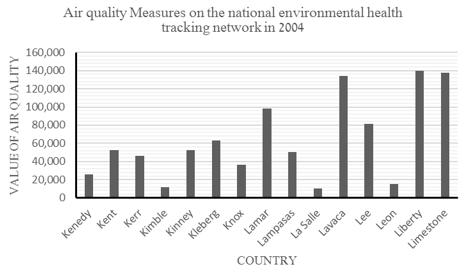 Air quality Measures on the national environmental health
tracking network in 2004
VALUE OF AIR QUALITY
160,000
140,000
120,000
100,000
80,000
60,000
40,000
20,000
0
Kenedy
Kent
Kerr
Kimble
Kinney
Kleberg
Knox
Lamar
Lampasas
La Salle
Lavaca
Lee
Leon
Liberty
Limestone
COUNTRY